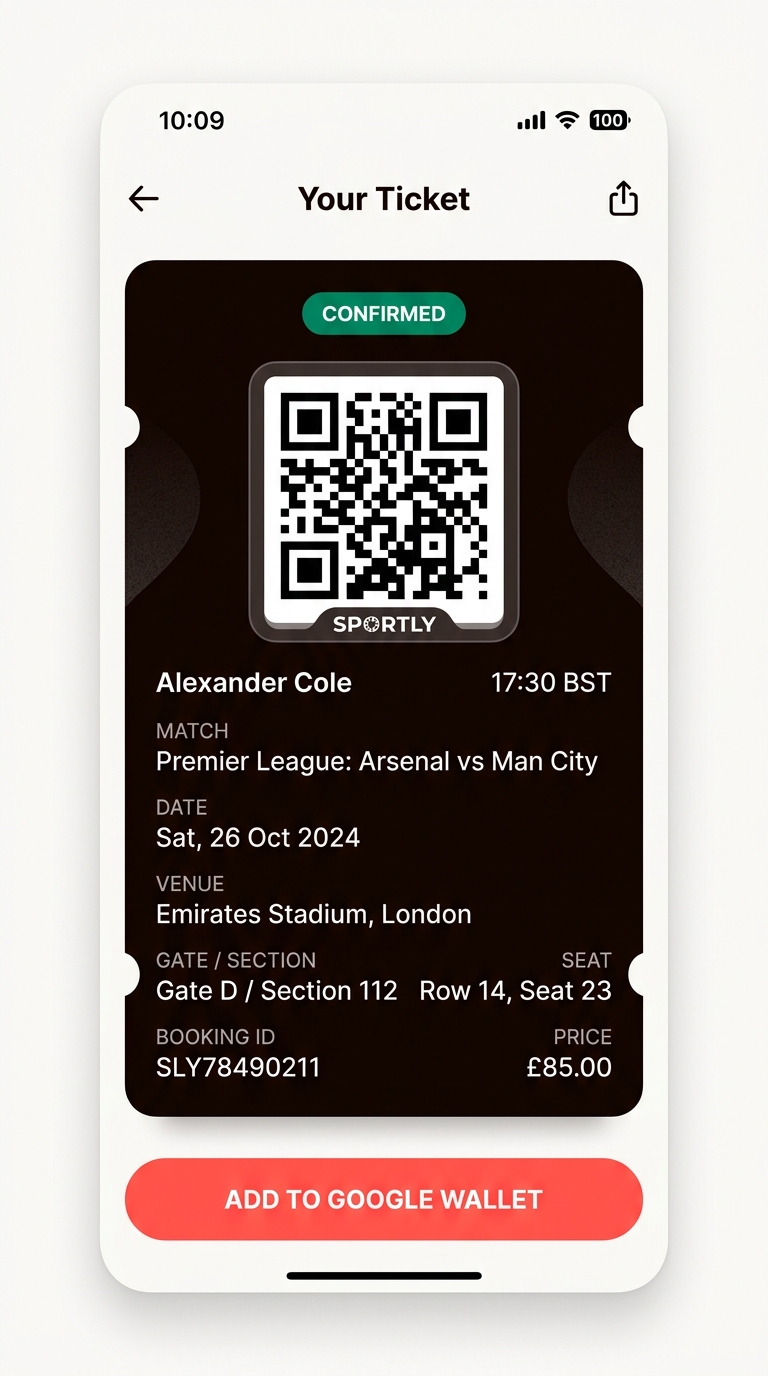 10:09
100
Your Ticket
CONFIRMED
SPORTLY
Alexander Cole 17:30 BST
MATCH
Premier League: Arsenal vs Man City
DATE
Sat, 26 Oct 2024
VENUE
Emirates Stadium, London
GATE / SECTION SEAT
Gate D / Section 112 Row 14, Seat 23
BOOKING ID PRICE
SLY78490211 £85.00
ADD TO GOOGLE WALLET